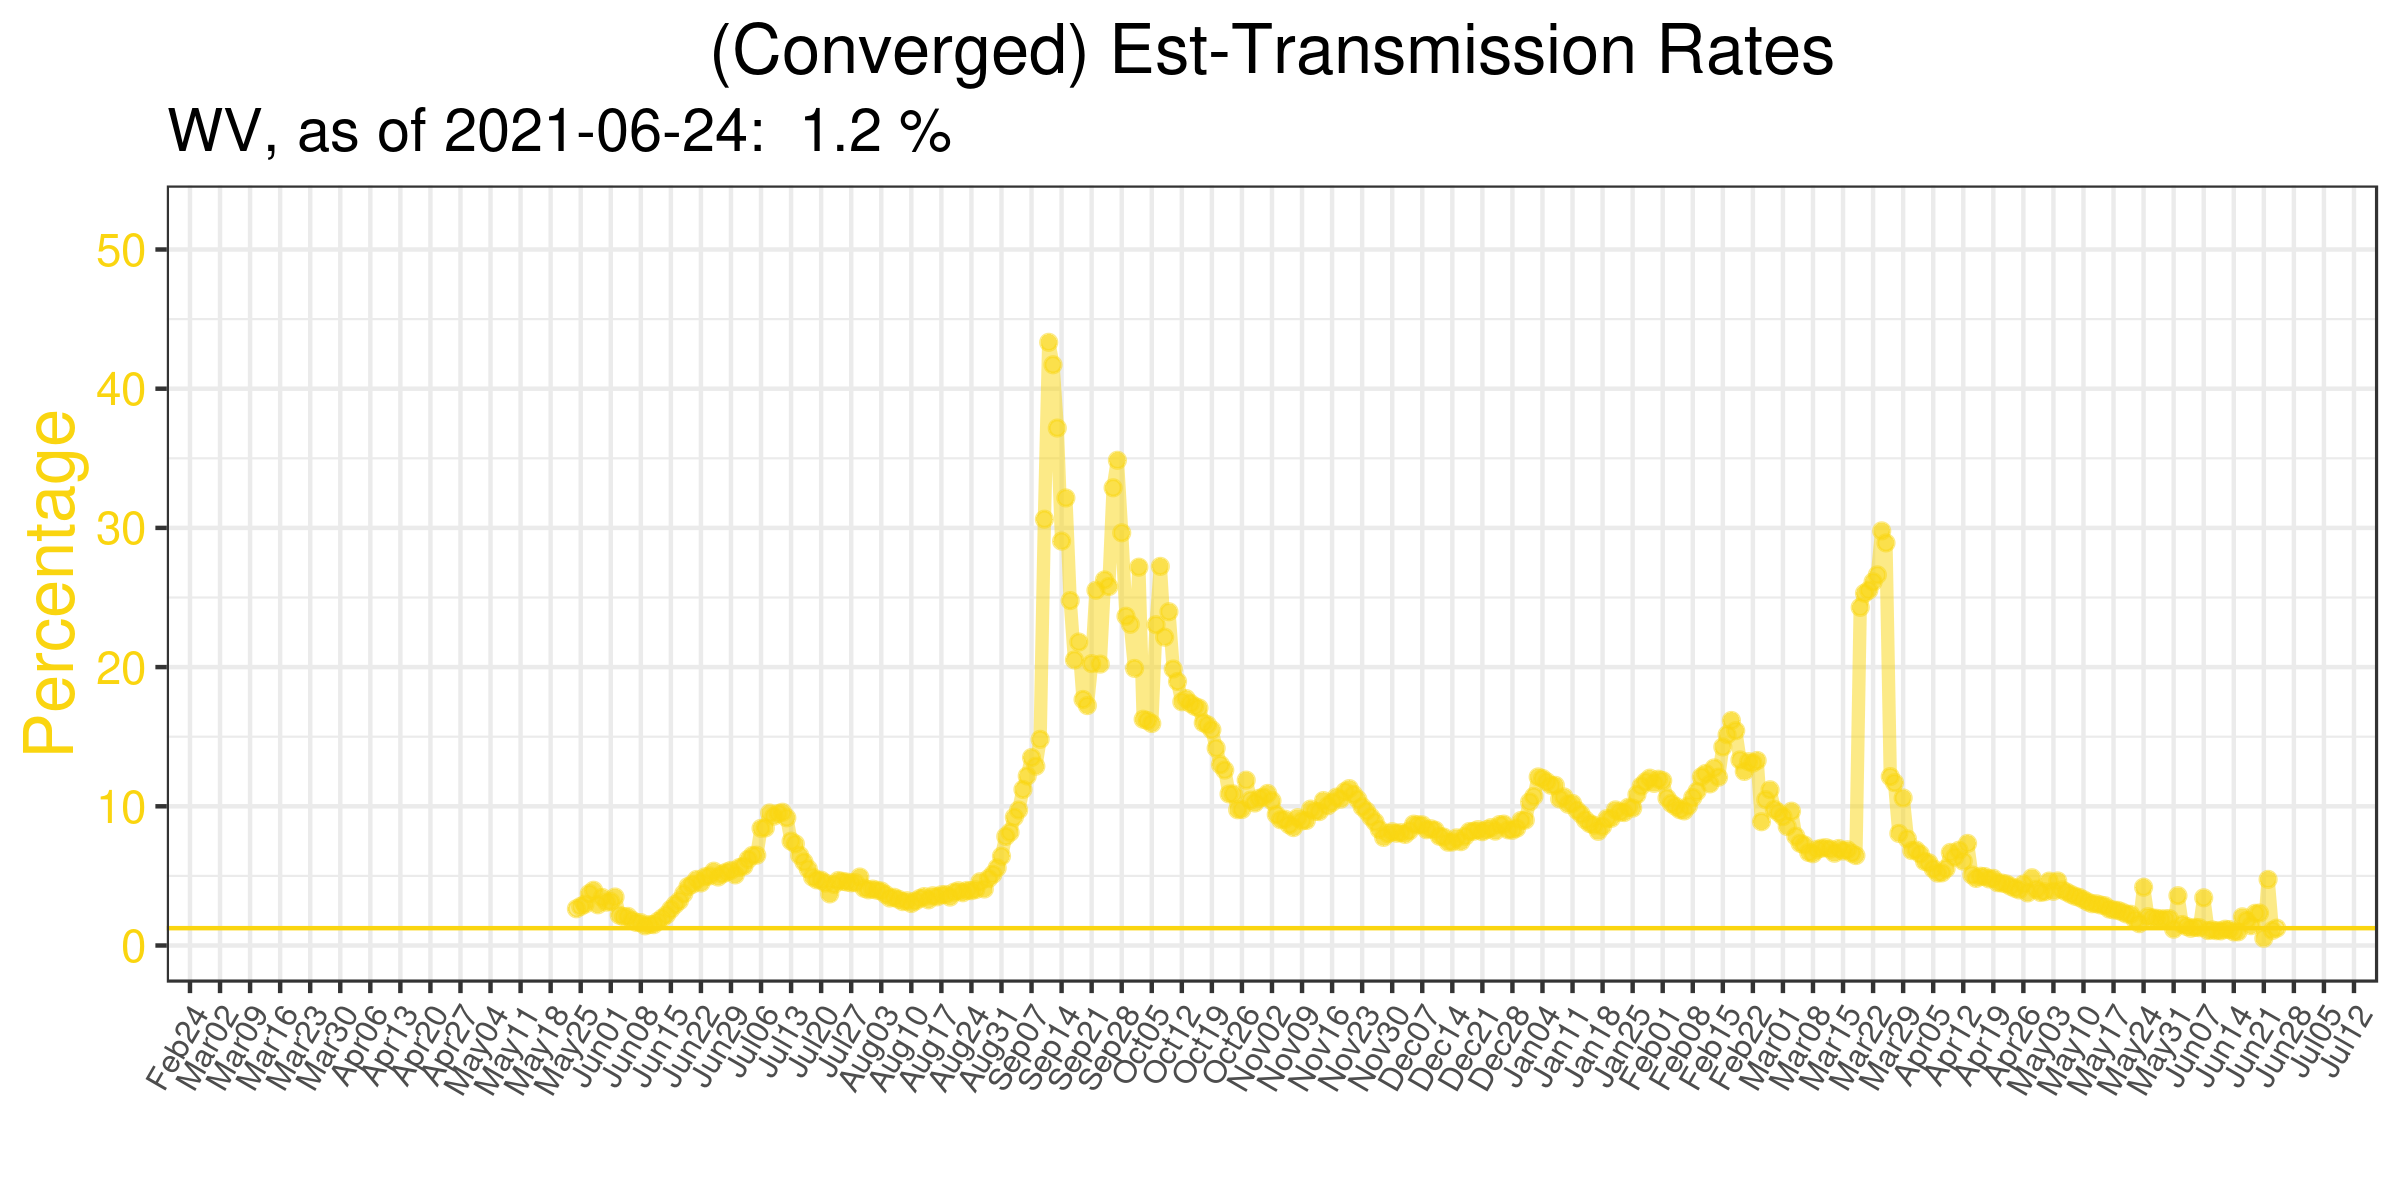 (Converged) Est-Transmission Rates
WV, as of 2021-06-24:  1.2 %
Percentage
50
40
30
20
10
0
Feb24
Mar02
Mar09
Mar16
Mar23
Mar30
Apr06
Apr13
Apr20
Apr27
May04
May11
May18
May25
Jun01
Jun08
Jun15
Jun22
Jun29
Jul06
Jul13
Jul20
Jul27
Aug03
Aug10
Aug17
Aug24
Aug31
Sep07
Sep14
Sep21
Sep28
Oct05
Oct12
Oct19
Oct26
Nov02
Nov09
Nov16
Nov23
Nov30
Dec07
Dec14
Dec21
Dec28
Jan04
Jan11
Jan18
Jan25
Feb01
Feb08
Feb15
Feb22
Mar01
Mar08
Mar15
Mar22
Mar29
Apr05
Apr12
Apr19
Apr26
May03
May10
May17
May24
May31
Jun07
Jun14
Jun21
Jun28
Jul05
Jul12